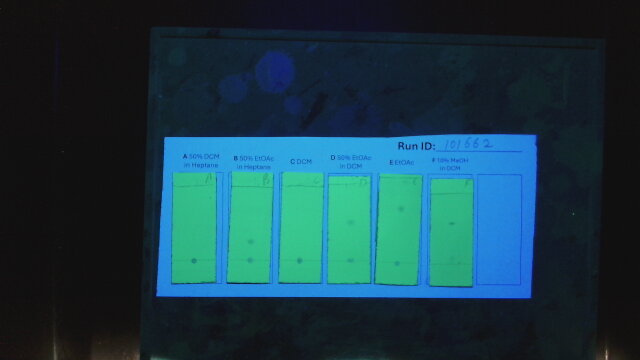 Run ID: 101662
A 50% DCM
in Heptane
B 50% EtOAc
in Heptane
C DCM
D 50% EtOAc
in DCM
E EtOAc
F 10% MeOH
in DCM
A
B
C
D
E
F